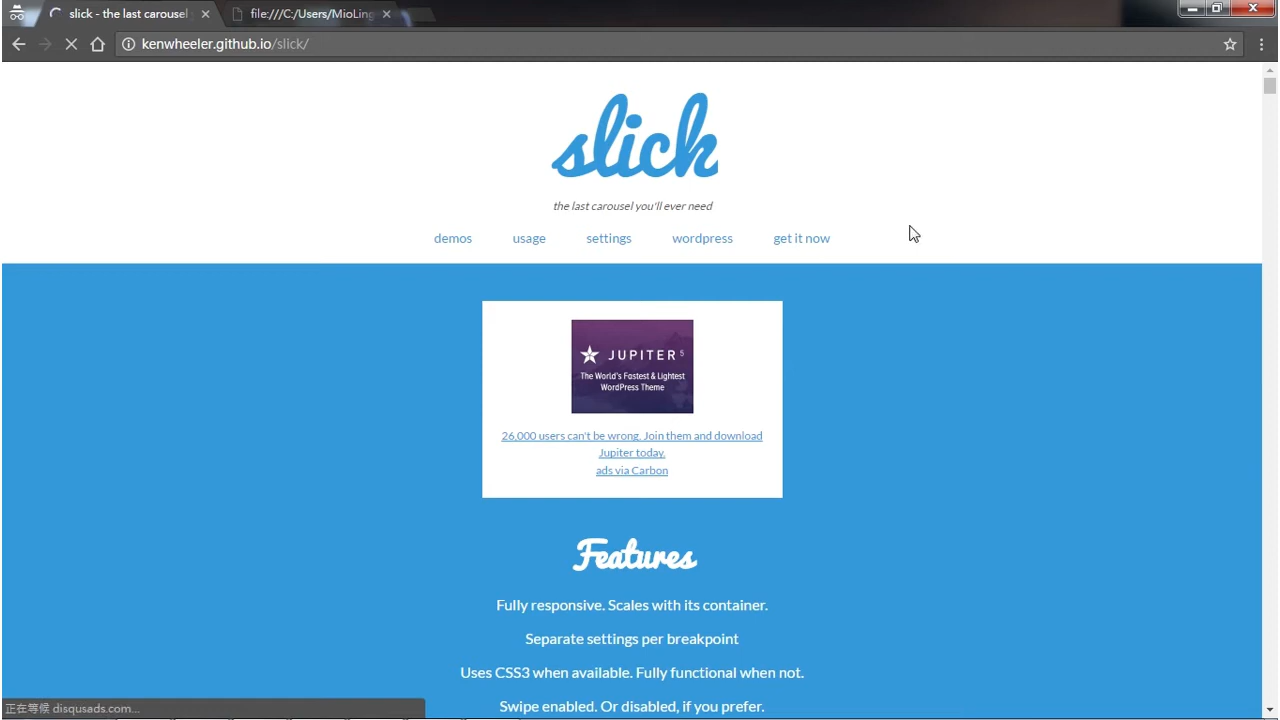 slick - the last carousel
file:///C:/Users/MioLing
kenwheeler.github.io/slick/
slick
the last carousel you'll ever need
demos usage settings wordpress get it now
JUPITER 5
The World's Fastest & Lightest
WordPress Theme
26,000 users can't be wrong. Join them and download
Jupiter today.
ads via Carbon
Features
Fully responsive. Scales with its container.
Separate settings per breakpoint
Uses CSS3 when available. Fully functional when not.
Swipe enabled. Or disabled, if you prefer.
正在等候 disqusads.com...